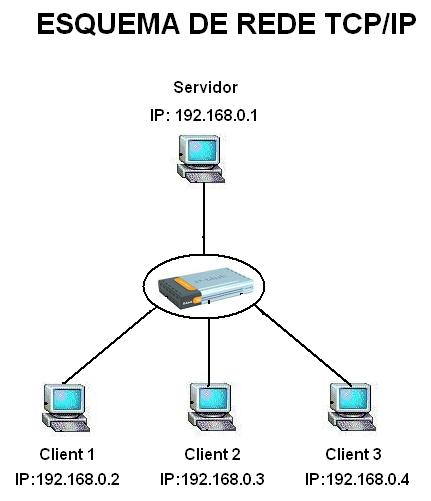 ESQUEMA DE REDE TCP/IP
Servidor
IP: 192.168.0.1
Client 1
Client 2
Client 3
IP:192.168.0.2
IP:192.168.0.3
IP:192.168.0.4